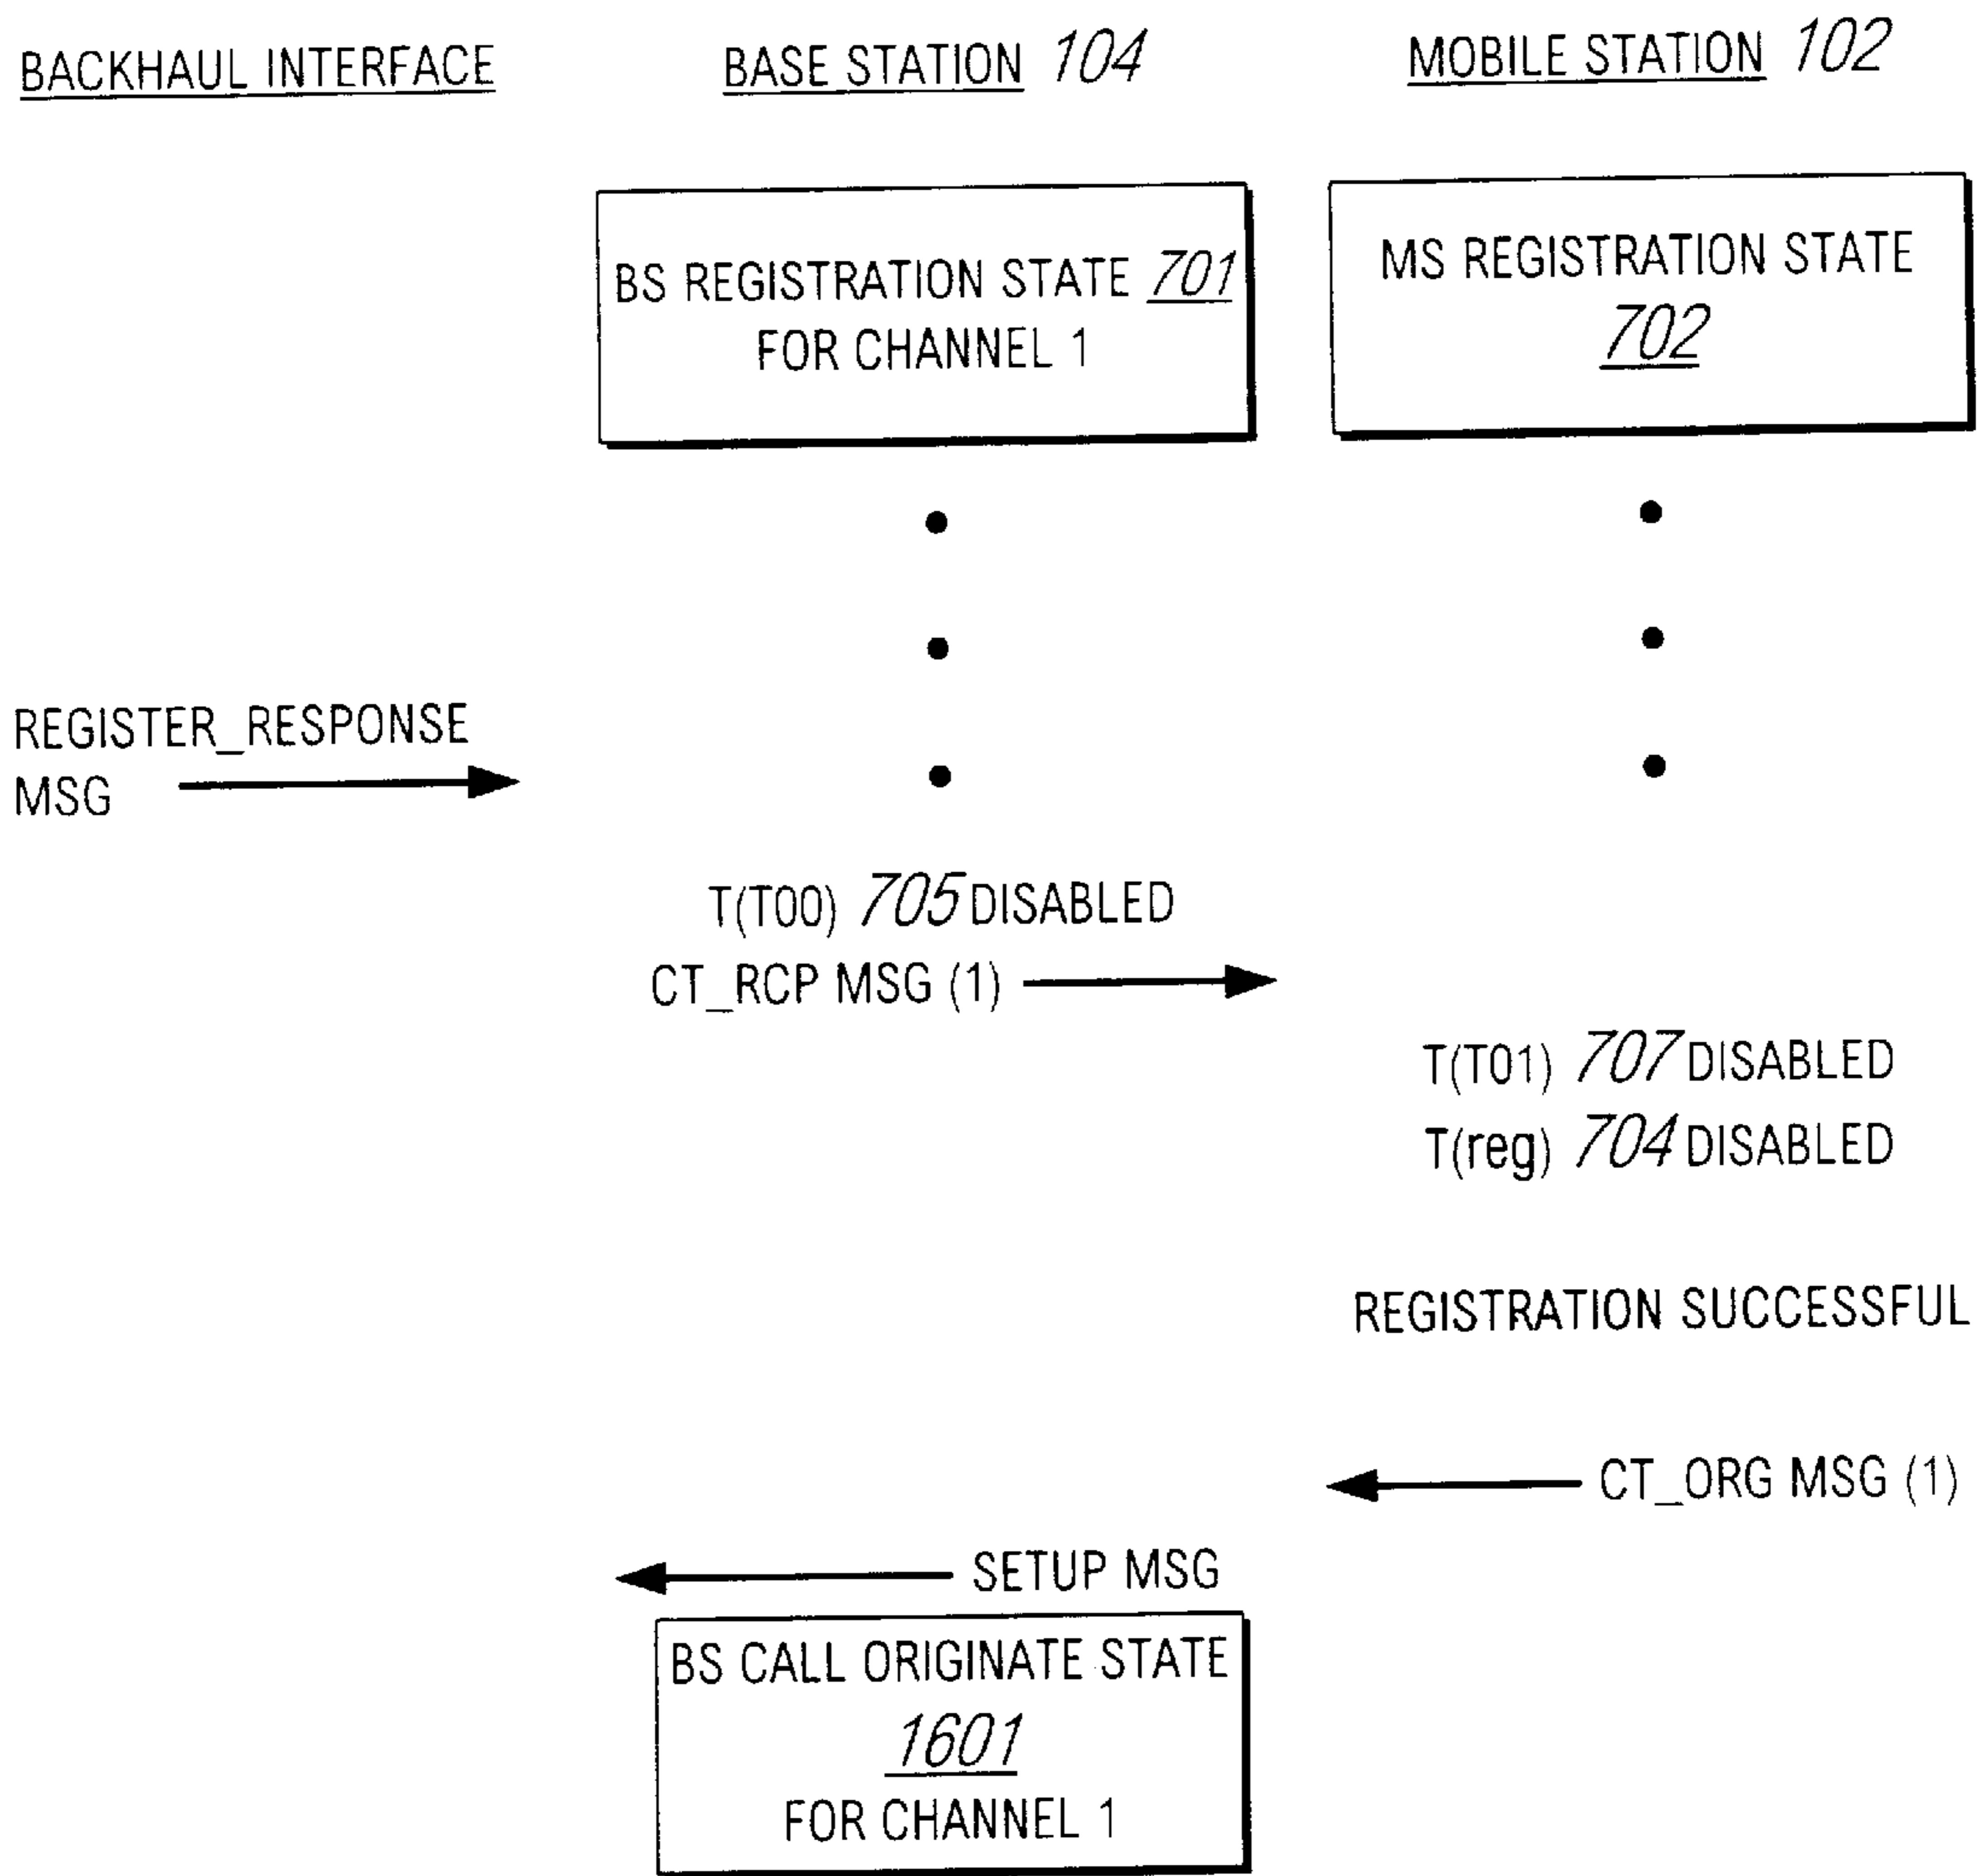 BACKHAUL INTERFACE
BASE STATION 104
MOBILE STATION 102
BS REGISTRATION STATE 701
FOR CHANNEL 1
MS REGISTRATION STATE
702
REGISTER_RESPONSE
MSG
T(T00) 705 DISABLED
CT_RCP MSG (1)
T(T01) 707 DISABLED
T(reg) 704 DISABLED
REGISTRATION SUCCESSFUL
CT_ORG MSG (1)
SETUP MSG
BS CALL ORIGINATE STATE
1601
FOR CHANNEL 1